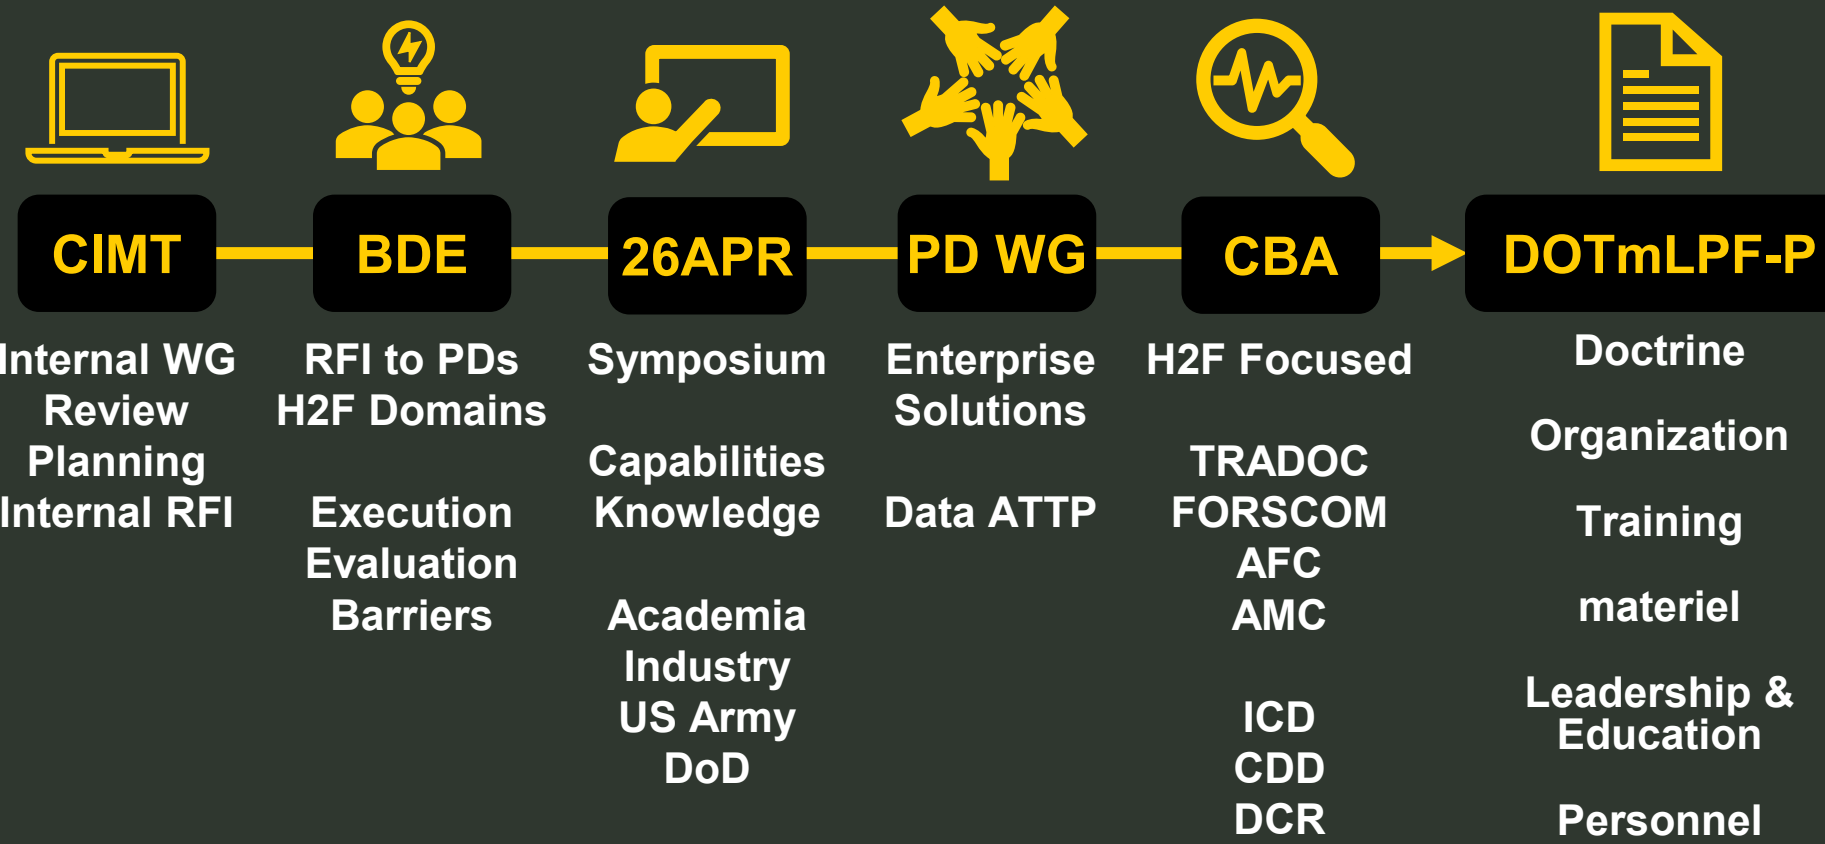 CIMT
BDE
26APR
PD WG
CBA
DOTmLPF-P
Internal WG
Review
Planning
Internal RFI
RFI to PDs
H2F Domains
Execution
Evaluation
Barriers
Symposium
Capabilities
Knowledge
Academia
Industry
US Army
DoD
Enterprise
Solutions
Data ATTP
H2F Focused
TRADOC
FORSCOM
AFC
AMC
ICD
CDD
DCR
Doctrine
Organization
Training
materiel
Leadership &
Education
Personnel